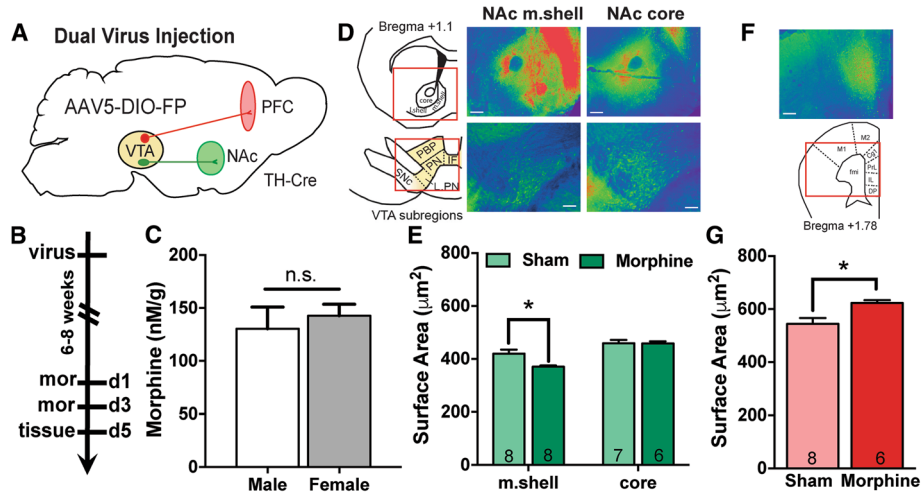 A
Dual Virus Injection
AAV5-DIO-FP
PFC
VTA
NAc
TH-Cre
B
virus
6-8 weeks
mor
d1
mor
d3
tissue
d5
C
Morphine (nM/g)
200
150
100
50
0
n.s.
Male
Female
D
Bregma +1.1
NAc m.shell
NAc core
core
l.shell
m.shell
PBP
PN
IF
SNc
L.PN
VTA subregions
E
Surface Area (μm²)
800
600
400
200
0
Sham
Morphine
*
8
8
7
6
m.shell
core
F
M2
M1
Cg1
fmi
PrL
IL
DP
Bregma +1.78
G
Surface Area (μm²)
800
600
400
200
0
*
8
6
Sham
Morphine